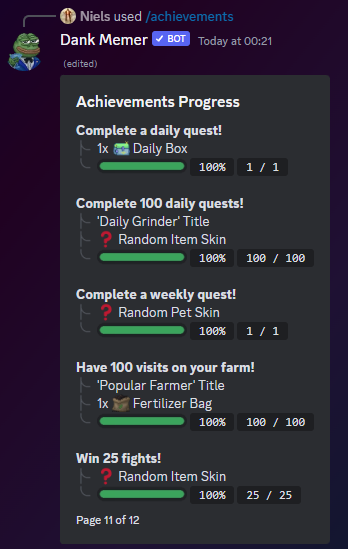 Niels used /achievements
Dank Memer ✓ BOT Today at 00:21
(edited)
Achievements Progress
Complete a daily quest!
1x Daily Box
100% 1 / 1
Complete 100 daily quests!
'Daily Grinder' Title
❓ Random Item Skin
100% 100 / 100
Complete a weekly quest!
❓ Random Pet Skin
100% 1 / 1
Have 100 visits on your farm!
'Popular Farmer' Title
1x Fertilizer Bag
100% 100 / 100
Win 25 fights!
❓ Random Item Skin
100% 25 / 25
Page 11 of 12